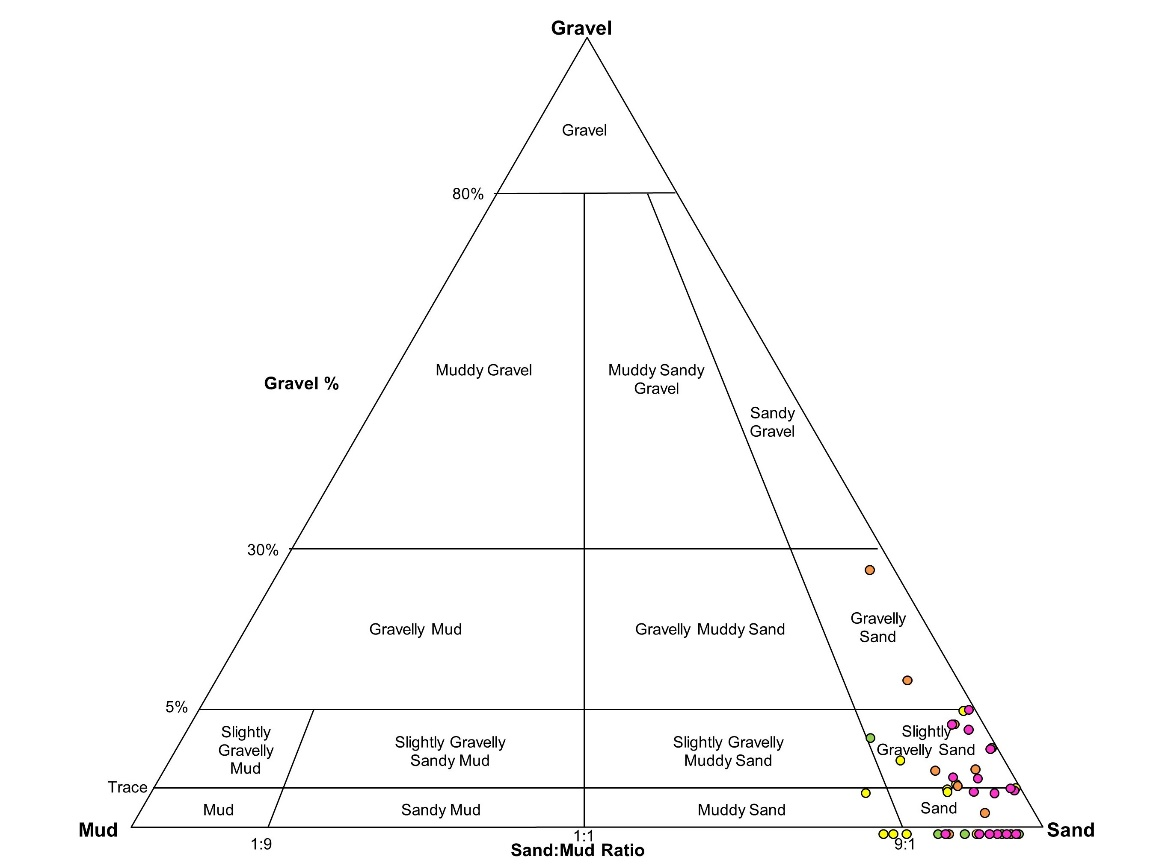 Gravel
Gravel
80%
Muddy Gravel
Muddy Sandy
Gravel
Gravel %
Sandy
Gravel
30%
Gravelly Mud
Gravelly Muddy Sand
Gravelly
Sand
5%
Slightly
Gravelly
Mud
Slightly Gravelly
Sandy Mud
Slightly Gravelly
Muddy Sand
Slightly
Gravelly Sand
Trace
Mud
Sandy Mud
Muddy Sand
Sand
Mud
Sand
1:9
1:1
9:1
Sand:Mud Ratio